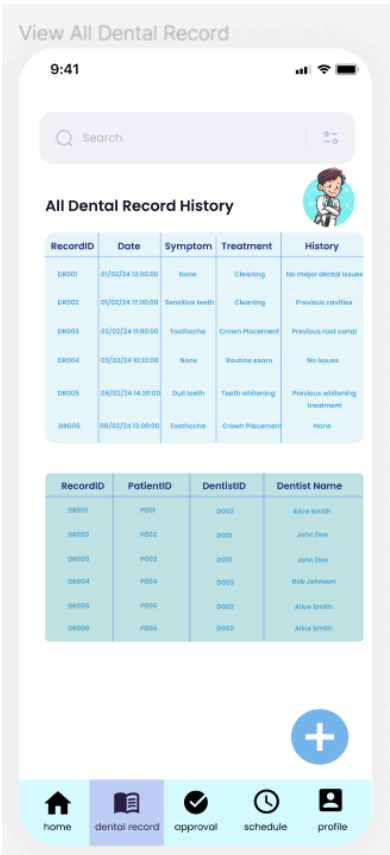 View All Dental Record
9:41
Search
All Dental Record History
RecordID Date Symptom Treatment History
DR001 01/02/24 12:00:00 None Cleaning No major dental issues
DR002 01/02/24 17:00:00 Sensitive teeth Cleaning Previous cavities
DR003 02/02/24 11:00:00 Toothache Crown Placement Previous root canal
DR004 03/02/24 10:10:00 None Routine exam No issues
DR005 06/02/24 14:20:00 Dull teeth Teeth whitening Previous whitening
treatment
DR006 08/02/24 13:00:00 Toothache Crown Placement None
RecordID PatientID DentistID Dentist Name
DR001 P001 D002 Alice Smith
DR002 P002 D001 John Doe
DR003 P003 D001 John Doe
DR004 P004 D003 Bob Johnson
DR005 P005 D002 Alice Smith
DR006 P006 D002 Alice Smith
home dental record approval schedule profile